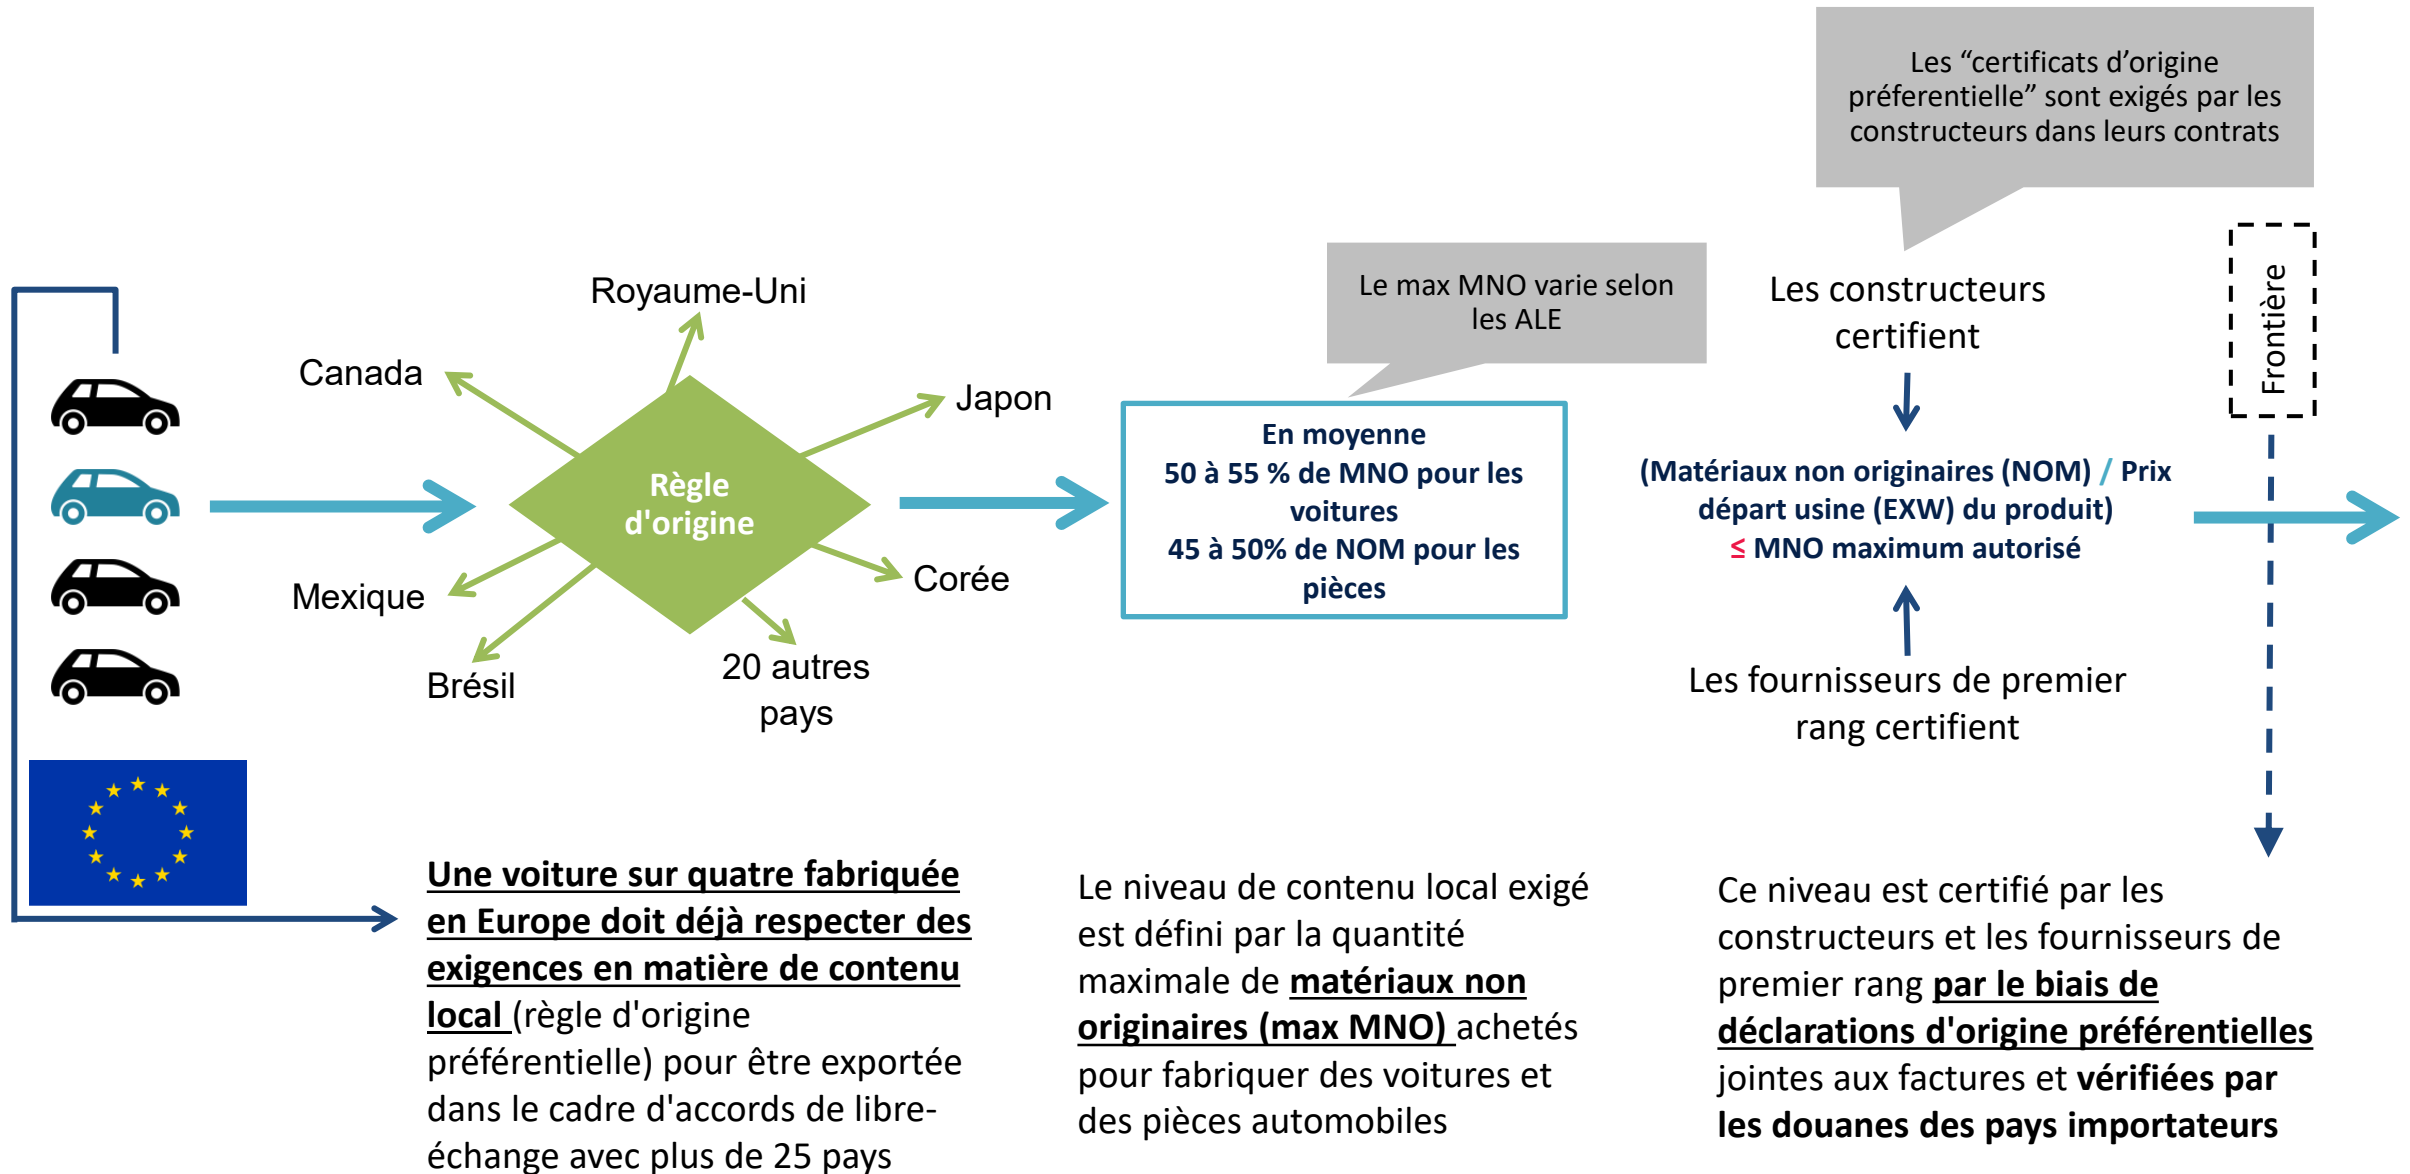 Les “certificats d’origine
préferentielle” sont exigés par les
constructeurs dans leurs contrats
Royaume-Uni
Canada
Japon
Mexique
Corée
Brésil
20 autres
pays
Règle
d'origine
Le max MNO varie selon
les ALE
En moyenne
50 à 55 % de MNO pour les
voitures
45 à 50% de NOM pour les
pièces
Les constructeurs
certifient
(Matériaux non originaires (NOM) / Prix
départ usine (EXW) du produit)
≤ MNO maximum autorisé
Les fournisseurs de premier
rang certifient
Frontière
Une voiture sur quatre fabriquée
en Europe doit déjà respecter des
exigences en matière de contenu
local (règle d'origine
préférentielle) pour être exportée
dans le cadre d'accords de libre-
échange avec plus de 25 pays
Le niveau de contenu local exigé
est défini par la quantité
maximale de matériaux non
originaires (max MNO) achetés
pour fabriquer des voitures et
des pièces automobiles
Ce niveau est certifié par les
constructeurs et les fournisseurs de
premier rang par le biais de
déclarations d'origine préférentielles
jointes aux factures et vérifiées par
les douanes des pays importateurs